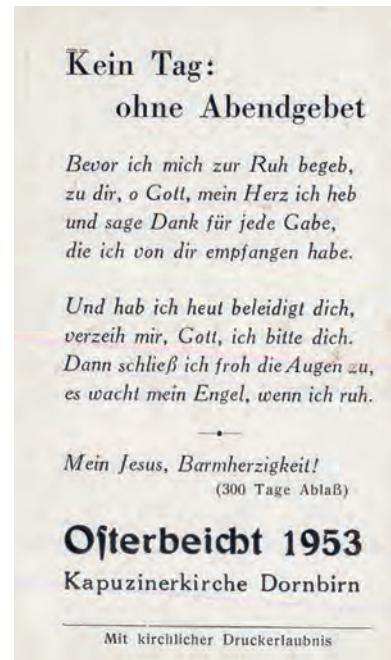 Kein Tag:
ohne Abendgebet
Bevor ich mich zur Ruh begeb,
zu dir, o Gott, mein Herz ich heb
und sage Dank für jede Gabe,
die ich von dir empfangen habe.
Und hab ich heut beleidigt dich,
verzeih mir, Gott, ich bitte dich.
Dann schließ ich froh die Augen zu,
es wacht mein Engel, wenn ich ruh.
Mein Jesus, Barmherzigkeit!
(300 Tage Ablaß)
Oſterbeicht 1953
Kapuzinerkirche Dornbirn
Mit kirchlicher Druckerlaubnis